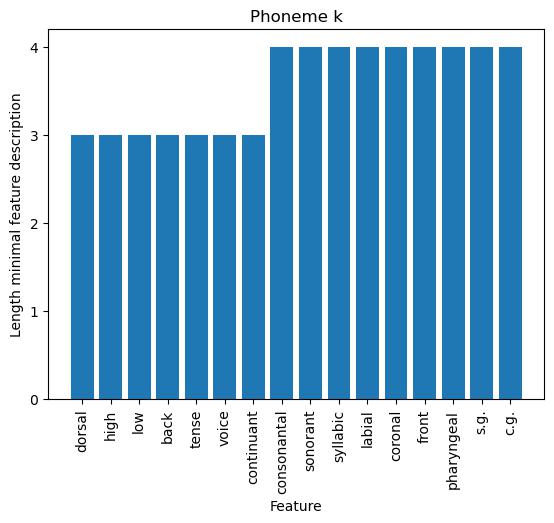 Phoneme k
Length minimal feature description
4
3
2
1
0
dorsal
high
low
back
tense
voice
continuant
consonantal
sonorant
syllabic
labial
coronal
front
pharyngeal
s.g.
c.g.
Feature